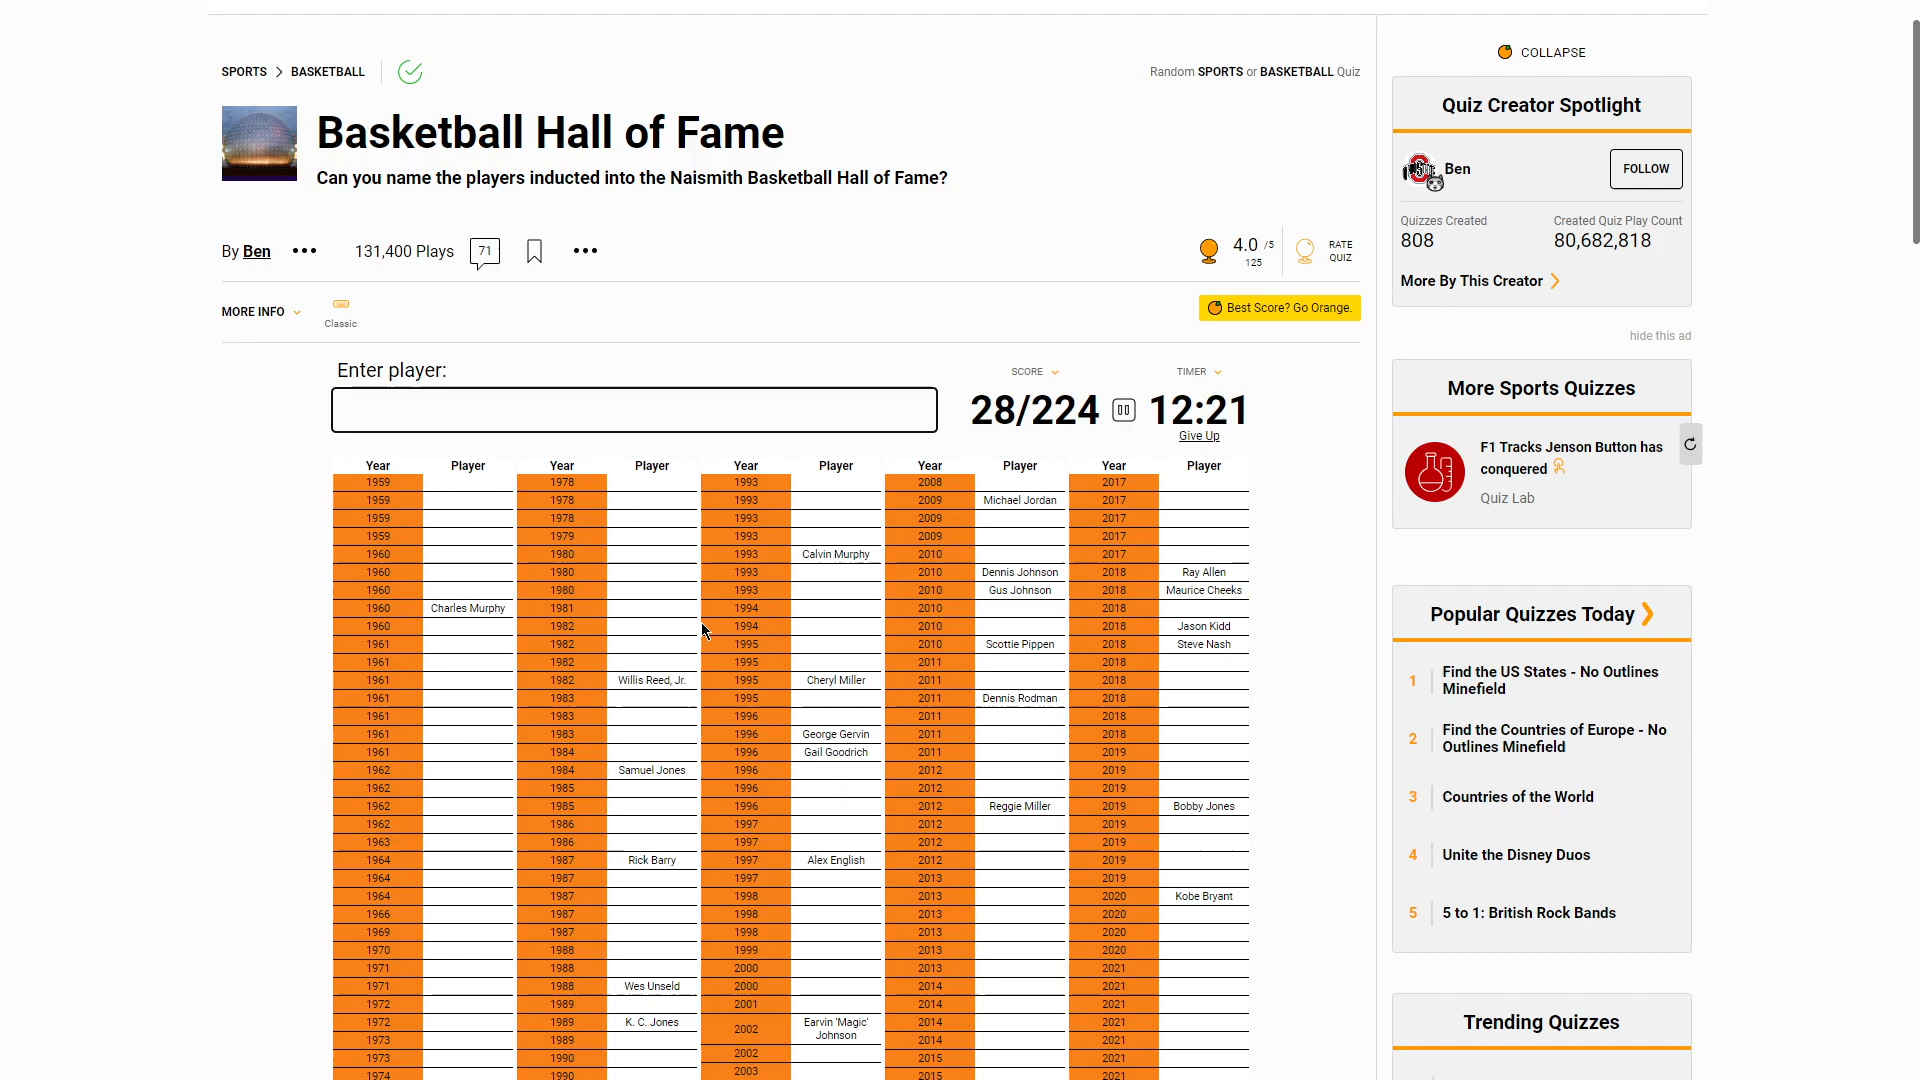 COLLAPSE
SPORTS BASKETBALL
Random SPORTS or BASKETBALL Quiz
Basketball Hall of Fame
Can you name the players inducted into the Naismith Basketball Hall of Fame?
By Ben 131,400 Plays 71
4.0 /5
125
RATE
QUIZ
MORE INFO
Classic
Best Score? Go Orange.
Enter player:
SCORE
28/224
TIMER
12:21
Give Up
Year Player Year Player Year Player Year Player Year Player
1959 1978 1993 2008 2017
1959 1978 1993 2009 Michael Jordan 2017
1959 1978 1993 2009 2017
1959 1979 1993 2009 2017
1960 1980 1993 Calvin Murphy 2010 2017
1960 1980 1993 2010 Dennis Johnson 2018 Ray Allen
1960 1980 1993 2010 Gus Johnson 2018 Maurice Cheeks
1960 Charles Murphy 1981 1994 2010 2018
1960 1982 1994 2010 2018 Jason Kidd
1961 1982 1995 2010 Scottie Pippen 2018 Steve Nash
1961 1982 1995 2011 2018
1961 1982 Willis Reed, Jr. 1995 Cheryl Miller 2011 2018
1961 1983 1995 2011 Dennis Rodman 2018
1961 1983 1996 2011 2018
1961 1983 1996 George Gervin 2011 2018
1961 1984 1996 Gail Goodrich 2011 2019
1962 1984 Samuel Jones 1996 2012 2019
1962 1985 1996 2012 2019
1962 1985 1996 2012 Reggie Miller 2019 Bobby Jones
1962 1986 1997 2012 2019
1963 1986 1997 2012 2019
1964 1987 Rick Barry 1997 Alex English 2012 2019
1964 1987 1997 2013 2019
1964 1987 1998 2013 2020 Kobe Bryant
1966 1987 1998 2013 2020
1969 1987 1998 2013 2020
1970 1988 1999 2013 2020
1971 1988 2000 2013 2021
1971 1988 Wes Unseld 2000 2014 2021
1972 1989 2001 2014 2021
1972 1989 K. C. Jones 2002 Earvin 'Magic' Johnson 2014 2021
1973 1989 2014 2021
1973 1990 2002 2015 2021
1974 1990 2003 2015 2021
Quiz Creator Spotlight
Ben
FOLLOW
Quizzes Created
808
Created Quiz Play Count
80,682,818
More By This Creator
hide this ad
More Sports Quizzes
F1 Tracks Jenson Button has
conquered
Quiz Lab
Popular Quizzes Today
1 Find the US States - No Outlines
Minefield
2 Find the Countries of Europe - No
Outlines Minefield
3 Countries of the World
4 Unite the Disney Duos
5 5 to 1: British Rock Bands
Trending Quizzes